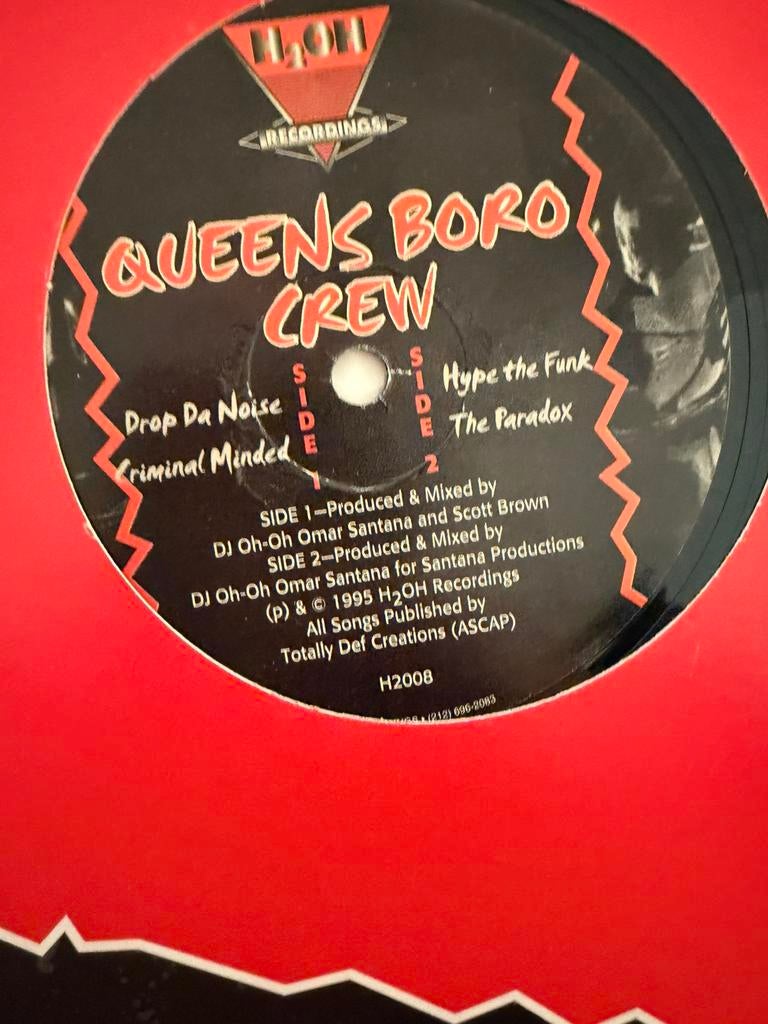 H2OH
RECORDINGS
QUEENS BORO
CREW
SIDE 1
Drop Da Noise
Criminal Minded
SIDE 2
Hype the Funk
The Paradox
SIDE 1—Produced & Mixed by
DJ Oh-Oh Omar Santana and Scott Brown
SIDE 2—Produced & Mixed by
DJ Oh-Oh Omar Santana for Santana Productions
(p) & © 1995 H2OH Recordings
All Songs Published by
Totally Def Creations (ASCAP)
H2008
• (212) 696-2083